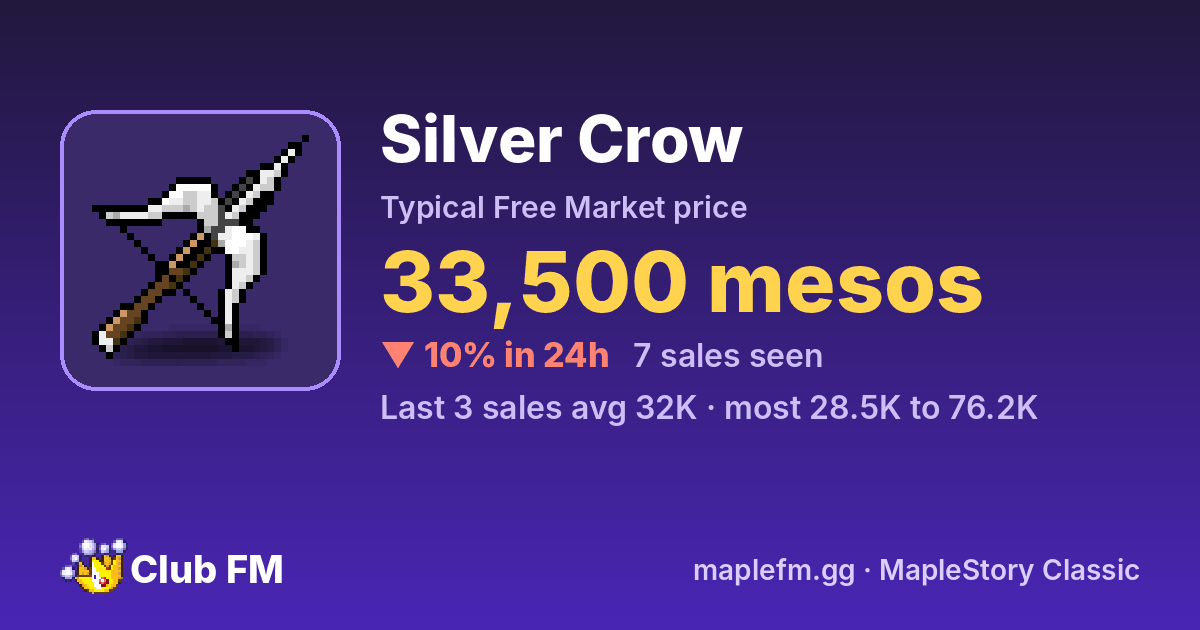 Silver Crow
Typical Free Market price
33,500 mesos
▼ 10% in 24h 7 sales seen
Last 3 sales avg 32K · most 28.5K to 76.2K
Club FM
maplefm.gg · MapleStory Classic